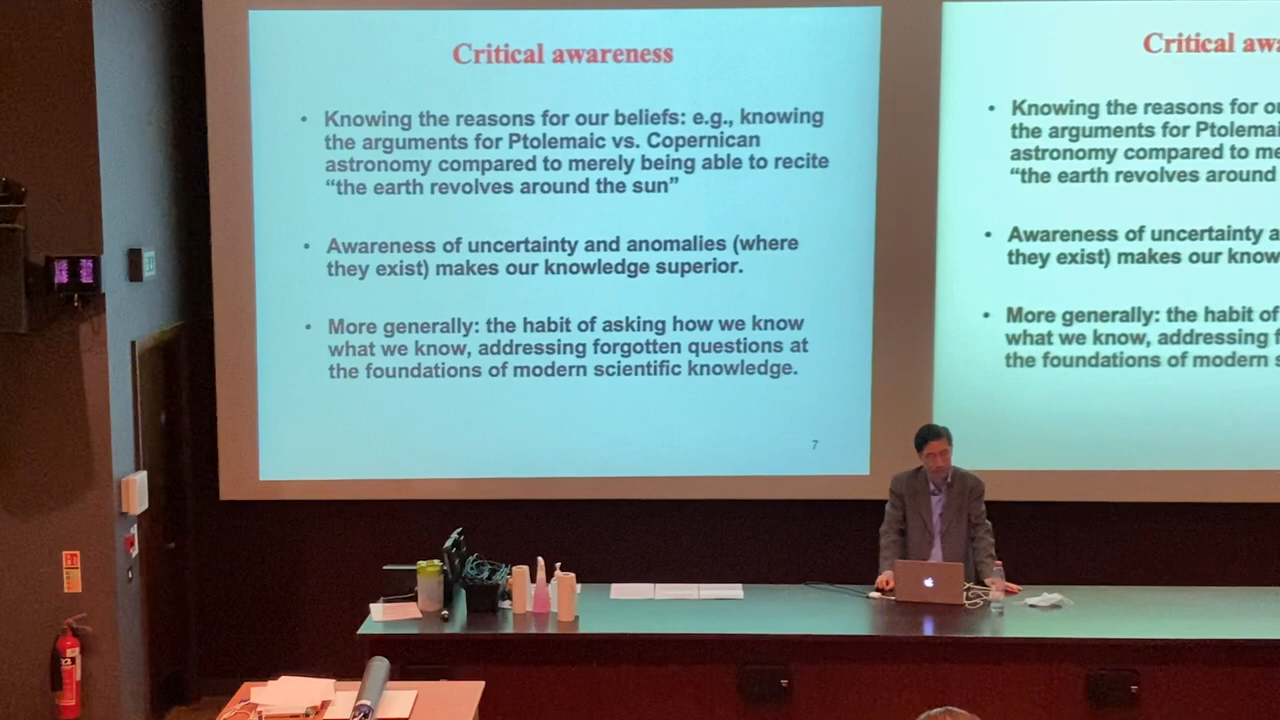 Critical awareness
• Knowing the reasons for our beliefs: e.g., knowing
the arguments for Ptolemaic vs. Copernican
astronomy compared to merely being able to recite
“the earth revolves around the sun”
• Awareness of uncertainty and anomalies (where
they exist) makes our knowledge superior.
• More generally: the habit of asking how we know
what we know, addressing forgotten questions at
the foundations of modern scientific knowledge.
7
Critical awa
• Knowing the reasons for ou
the arguments for Ptolemai
astronomy compared to me
“the earth revolves around
• Awareness of uncertainty a
they exist) makes our know
• More generally: the habit of
what we know, addressing f
the foundations of modern s